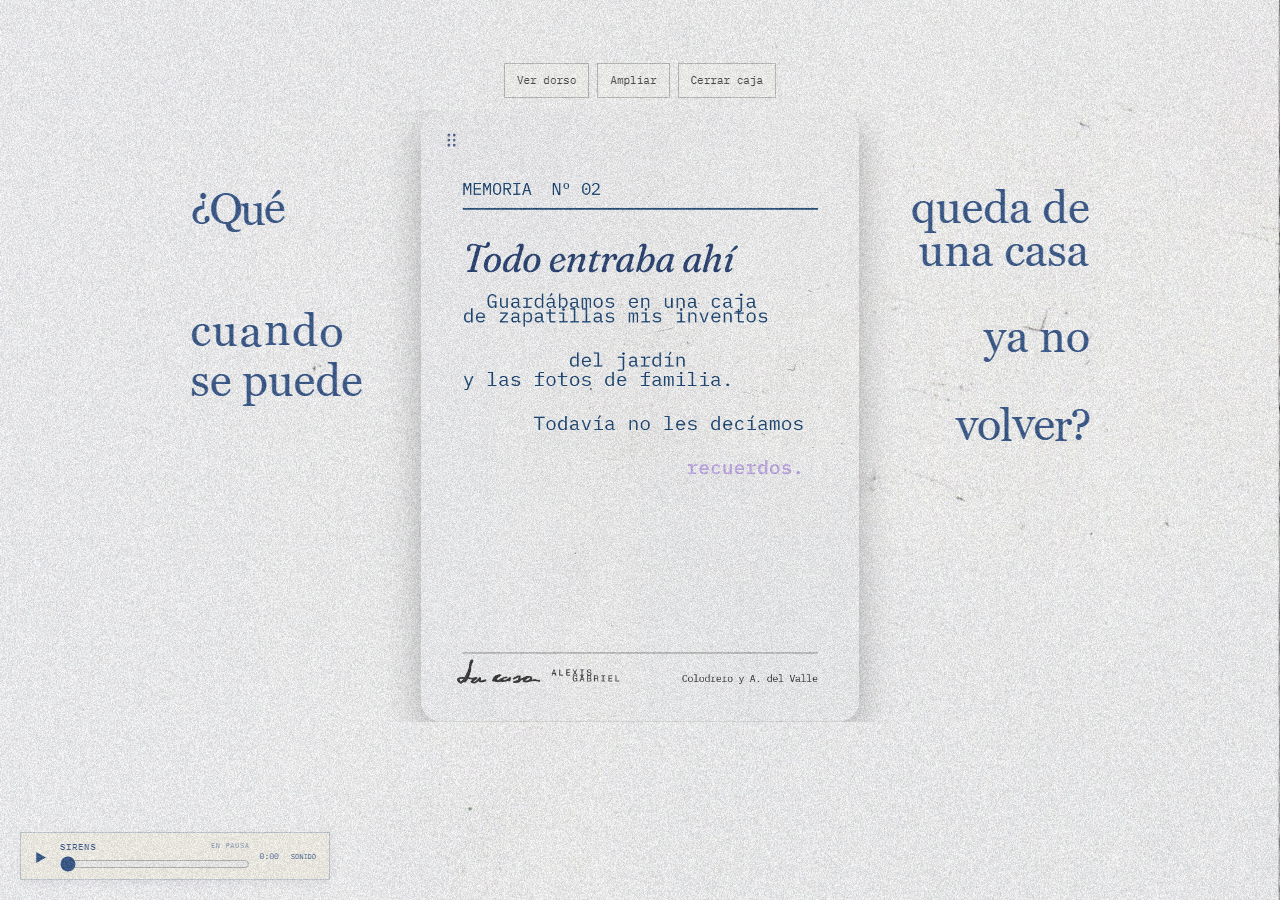 Ver dorso
Ampliar
Cerrar caja
¿Qué
cuando
se puede
MEMORIA Nº 02
Todo entraba ahí
Guardábamos en una caja
de zapatillas mis inventos
del jardín
y las fotos de familia.
Todavía no les decíamos
recuerdos.
La casa
ALEXIS
GABRIEL
Colodrero y A. del Valle
queda de
una casa
ya no
volver?
SIRENS
EN PAUSA
0:00
SONIDO